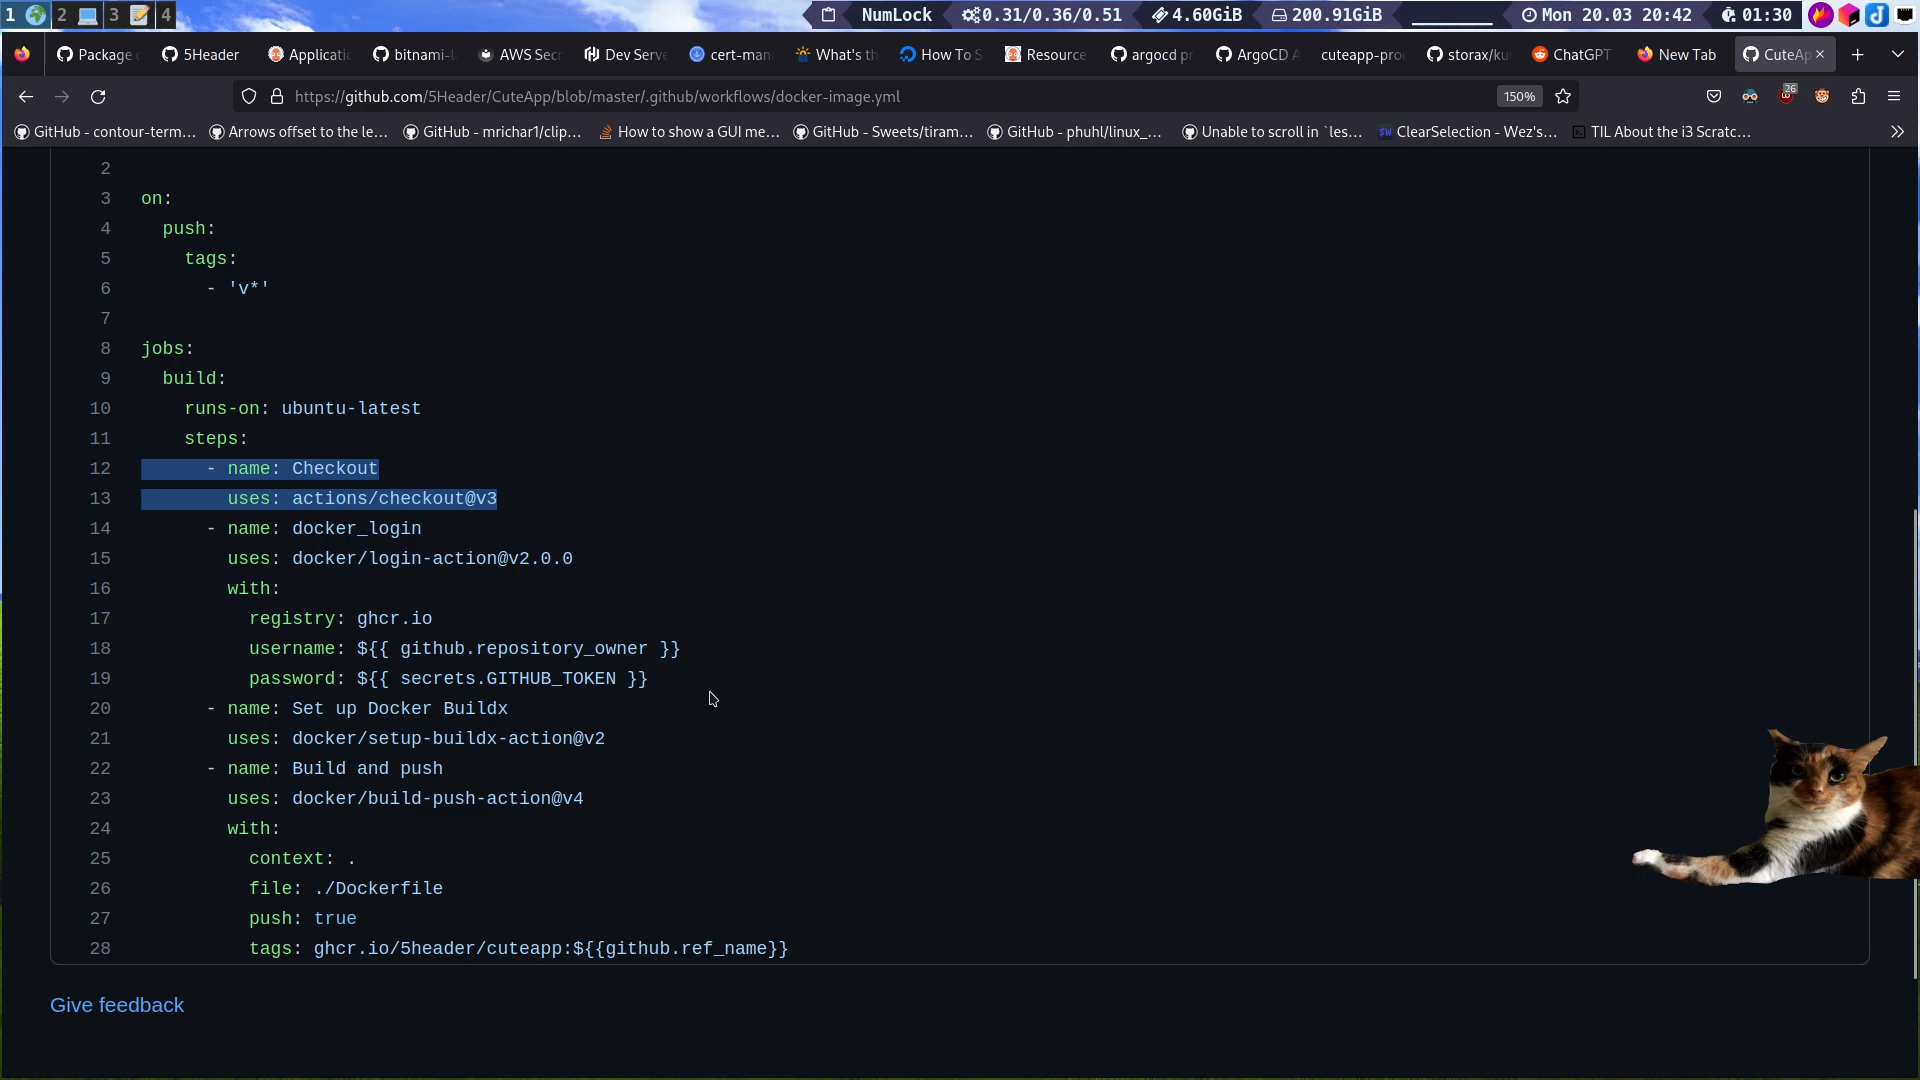 1 2 3 4 NumLock 0.31/0.36/0.51 4.60GiB 200.91GiB Mon 20.03 20:42 01:30
Package 5Header Applicatio bitnami-l AWS Secr Dev Serve cert-man What's th How To S Resource argocd pr ArgoCD A cuteapp-pro storax/ku ChatGPT New Tab CuteAp
https://github.com/5Header/CuteApp/blob/master/.github/workflows/docker-image.yml 150% 26
GitHub - contour-term... Arrows offset to the le... GitHub - mrichar1/clip... How to show a GUI me... GitHub - Sweets/tiram... GitHub - phuhl/linux_... Unable to scroll in `les... ClearSelection - Wez's... TIL About the i3 Scratc...
2
3 on:
4 push:
5 tags:
6 - 'v*'
7
8 jobs:
9 build:
10 runs-on: ubuntu-latest
11 steps:
12 - name: Checkout
13 uses: actions/checkout@v3
14 - name: docker_login
15 uses: docker/login-action@v2.0.0
16 with:
17 registry: ghcr.io
18 username: ${{ github.repository_owner }}
19 password: ${{ secrets.GITHUB_TOKEN }}
20 - name: Set up Docker Buildx
21 uses: docker/setup-buildx-action@v2
22 - name: Build and push
23 uses: docker/build-push-action@v4
24 with:
25 context: .
26 file: ./Dockerfile
27 push: true
28 tags: ghcr.io/5header/cuteapp:${{github.ref_name}}
Give feedback